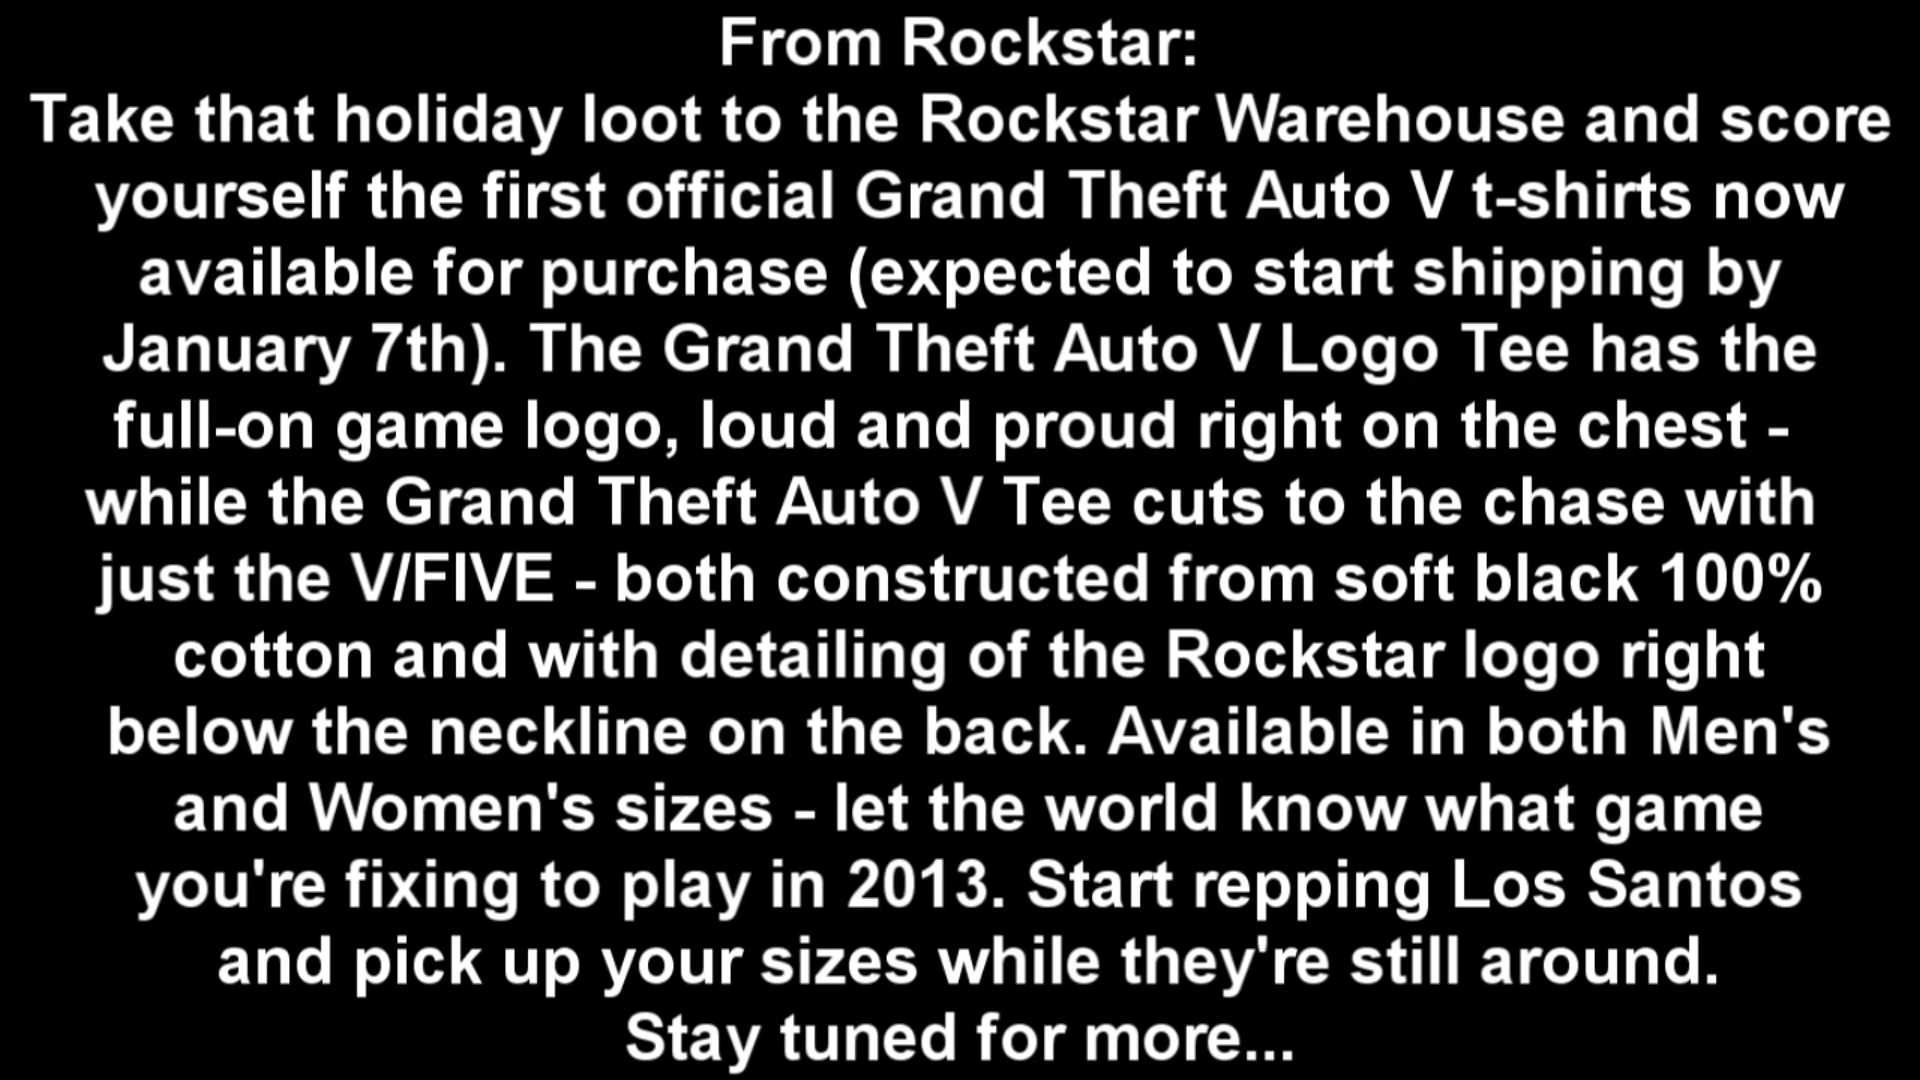 From Rockstar:
Take that holiday loot to the Rockstar Warehouse and score
yourself the first official Grand Theft Auto V t-shirts now
available for purchase (expected to start shipping by
January 7th). The Grand Theft Auto V Logo Tee has the
full-on game logo, loud and proud right on the chest -
while the Grand Theft Auto V Tee cuts to the chase with
just the V/FIVE - both constructed from soft black 100%
cotton and with detailing of the Rockstar logo right
below the neckline on the back. Available in both Men's
and Women's sizes - let the world know what game
you're fixing to play in 2013. Start repping Los Santos
and pick up your sizes while they're still around.
Stay tuned for more...